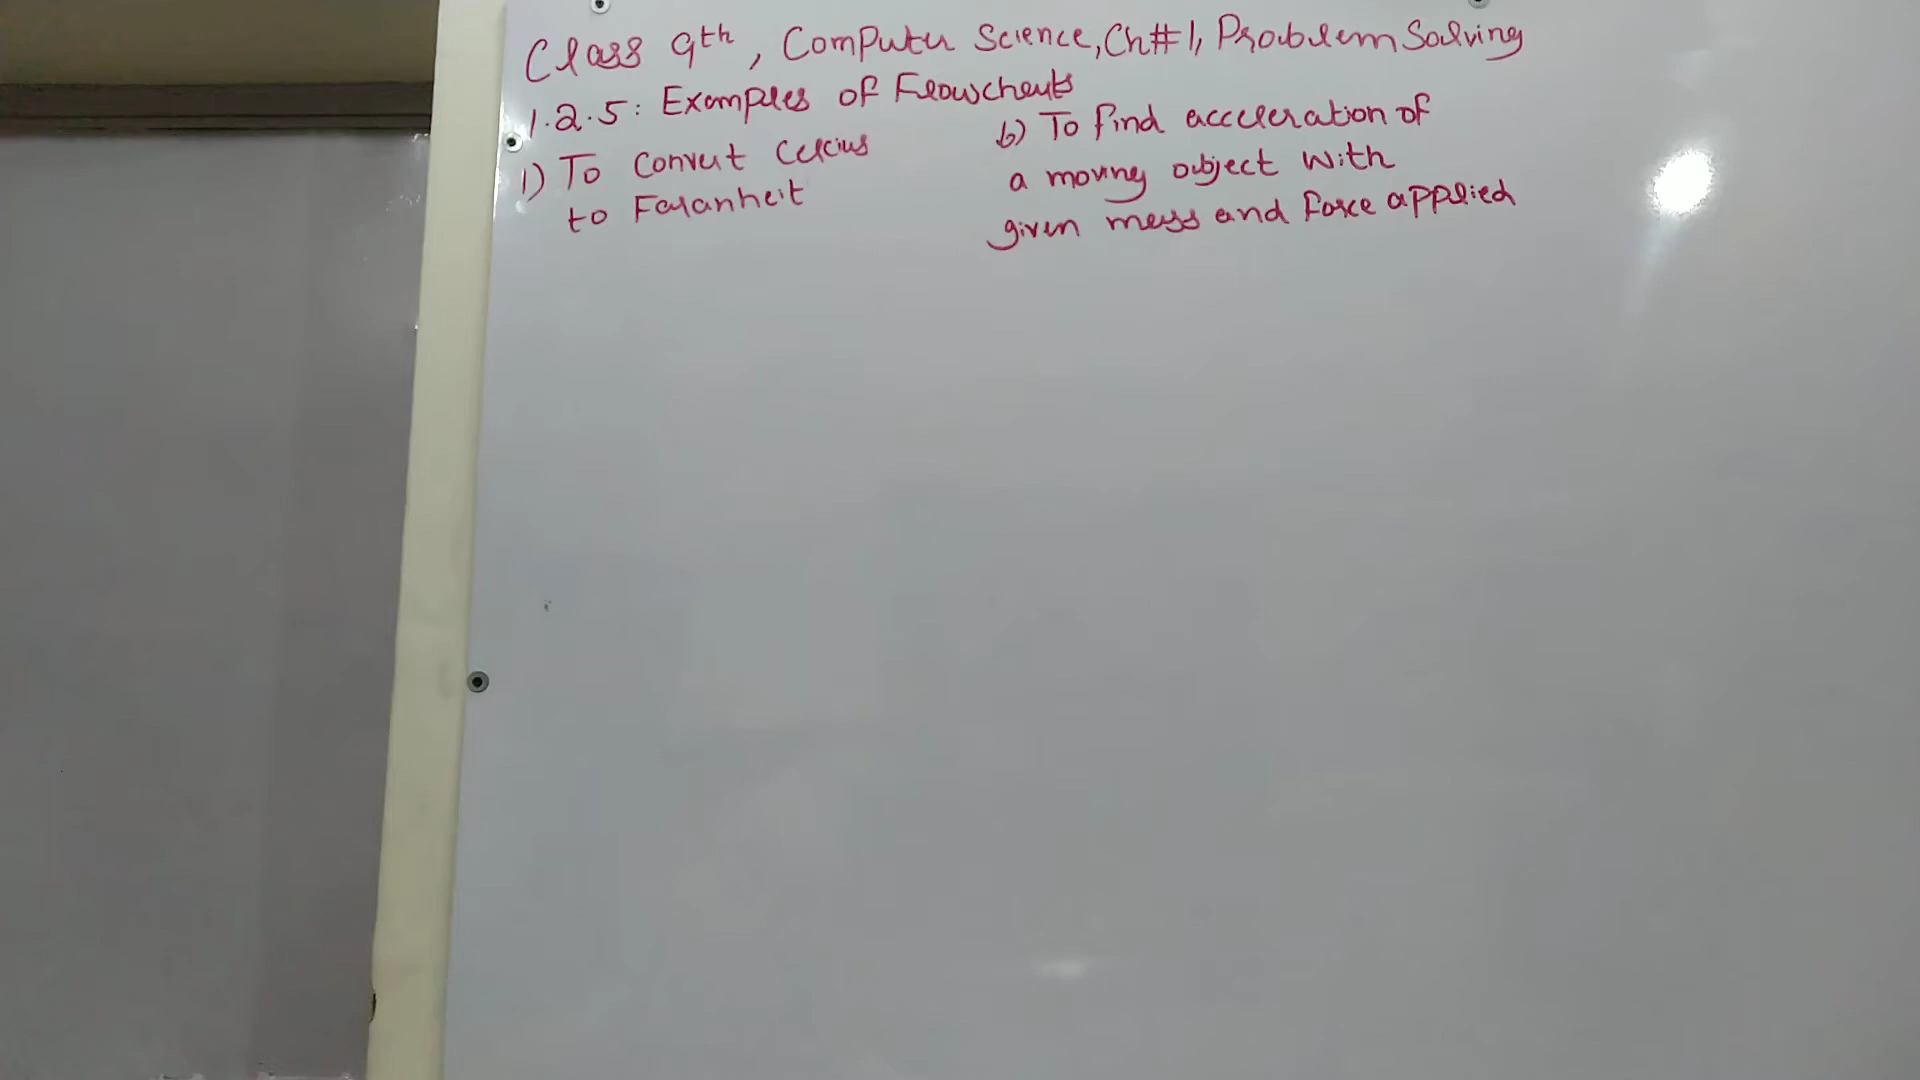 Class 9th, Computer Science, Ch#1, Problem Solving
1.2.5: Examples of Flowcharts
1) To Convert Celcius
to Faranheit
b) To find acceleration of
a moving object with
given mass and force applied